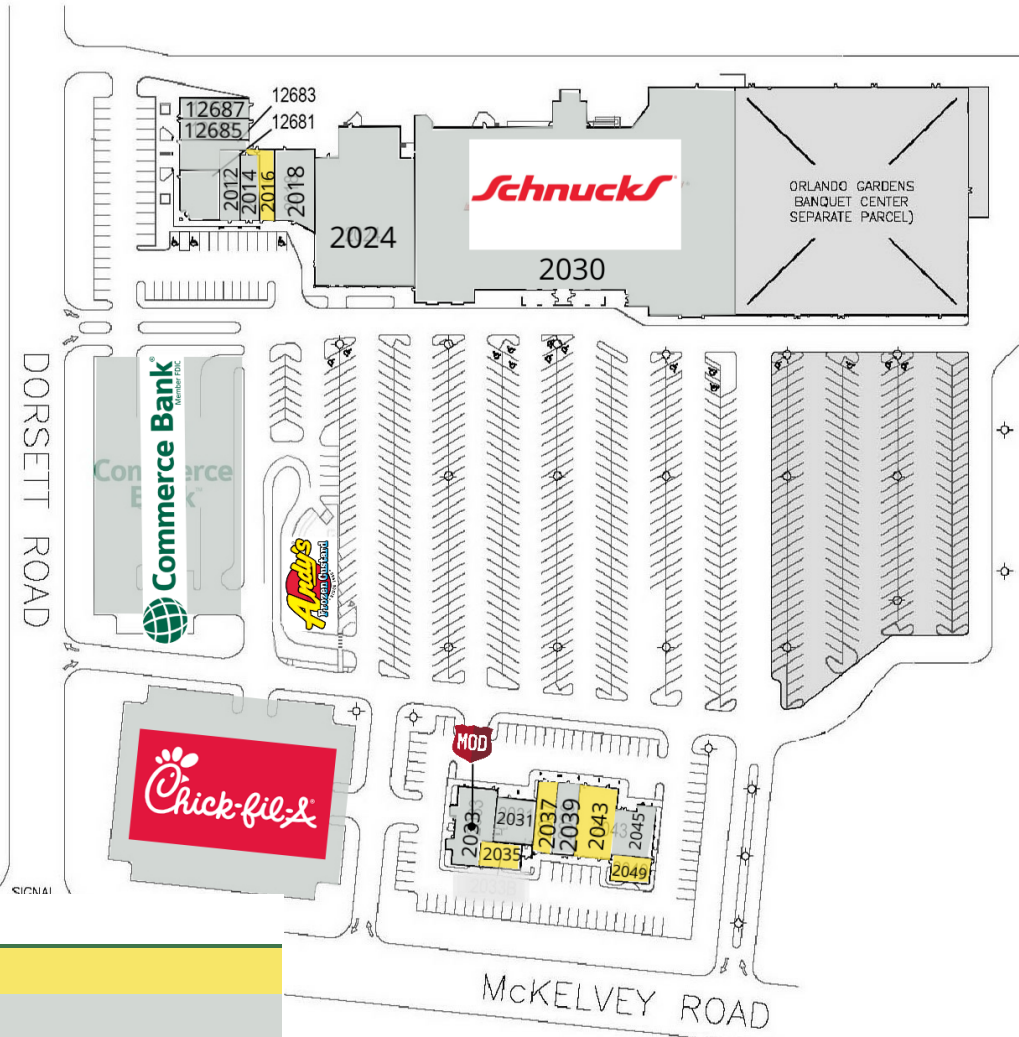 12683
12687
12685
12681
2012
2014
2016
2018
2024
Schnucks
2030
ORLANDO GARDENS
BANQUET CENTER
SEPARATE PARCEL)
DORSETT ROAD
Commerce Bank
Member FDIC
Commerce
Andy's
Frozen Custard
Chick-fil-A
MOD
2033
2031
2035
2037
2039
2043
2045
2049
2033B
SIGNAL
McKELVEY ROAD